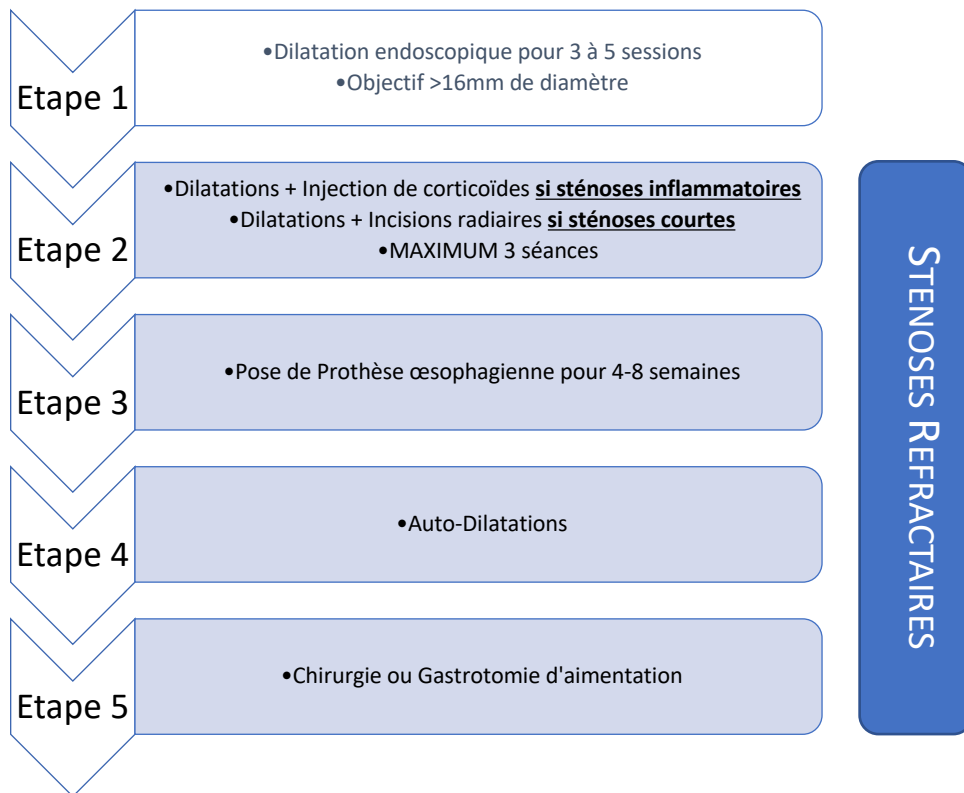 Etape 1
•Dilatation endoscopique pour 3 à 5 sessions
•Objectif >16mm de diamètre
Etape 2
•Dilatations + Injection de corticoïdes si sténoses inflammatoires
•Dilatations + Incisions radiaires si sténoses courtes
•MAXIMUM 3 séances
Etape 3
•Pose de Prothèse œsophagienne pour 4-8 semaines
Etape 4
•Auto-Dilatations
Etape 5
•Chirurgie ou Gastrotomie d'aimentation
STENOSES REFRACTAIRES